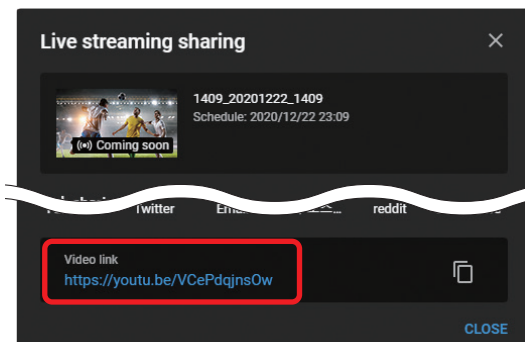 Live streaming sharing
1409_20201222_1409
Schedule: 2020/12/22 23:09
Coming soon
Twitter
reddit
Video link
https://youtu.be/VCePdqjnsOw
CLOSE